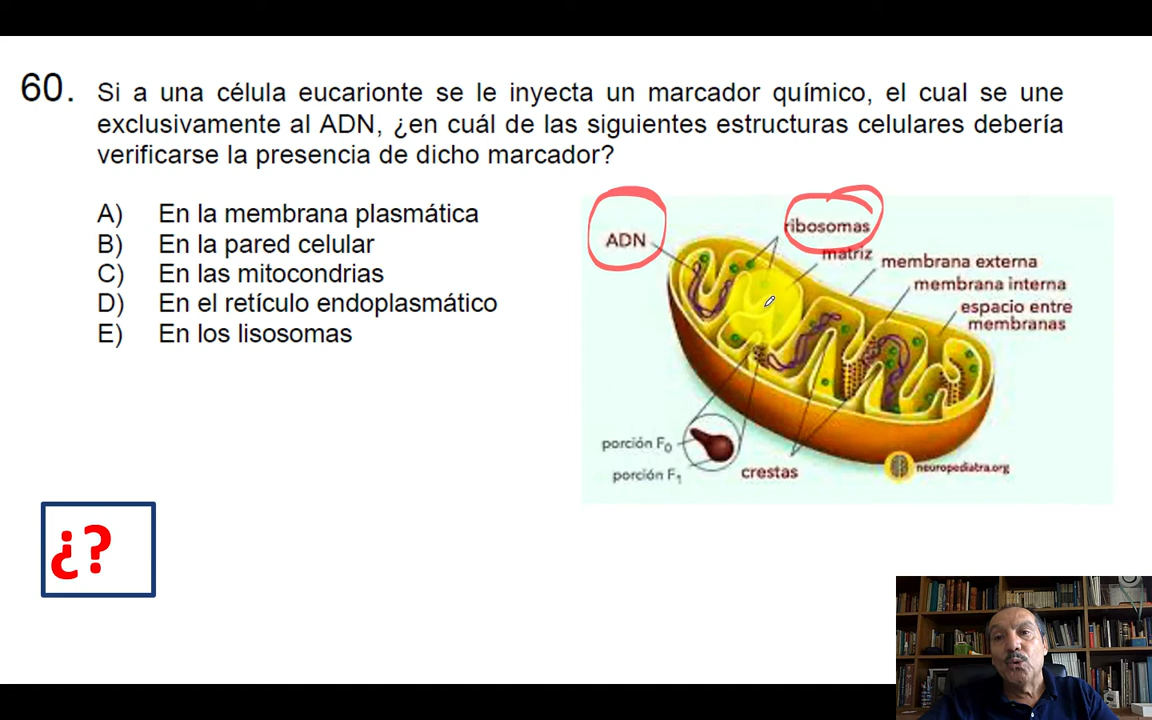 60. Si a una célula eucarionte se le inyecta un marcador químico, el cual se une
exclusivamente al ADN, ¿en cuál de las siguientes estructuras celulares debería
verificarse la presencia de dicho marcador?
A) En la membrana plasmática
B) En la pared celular
C) En las mitocondrias
D) En el retículo endoplasmático
E) En los lisosomas
ADN
ribosomas
matriz
membrana externa
membrana interna
espacio entre
membranas
porción F₀
porción F₁
crestas
neuropediatra.org
¿?